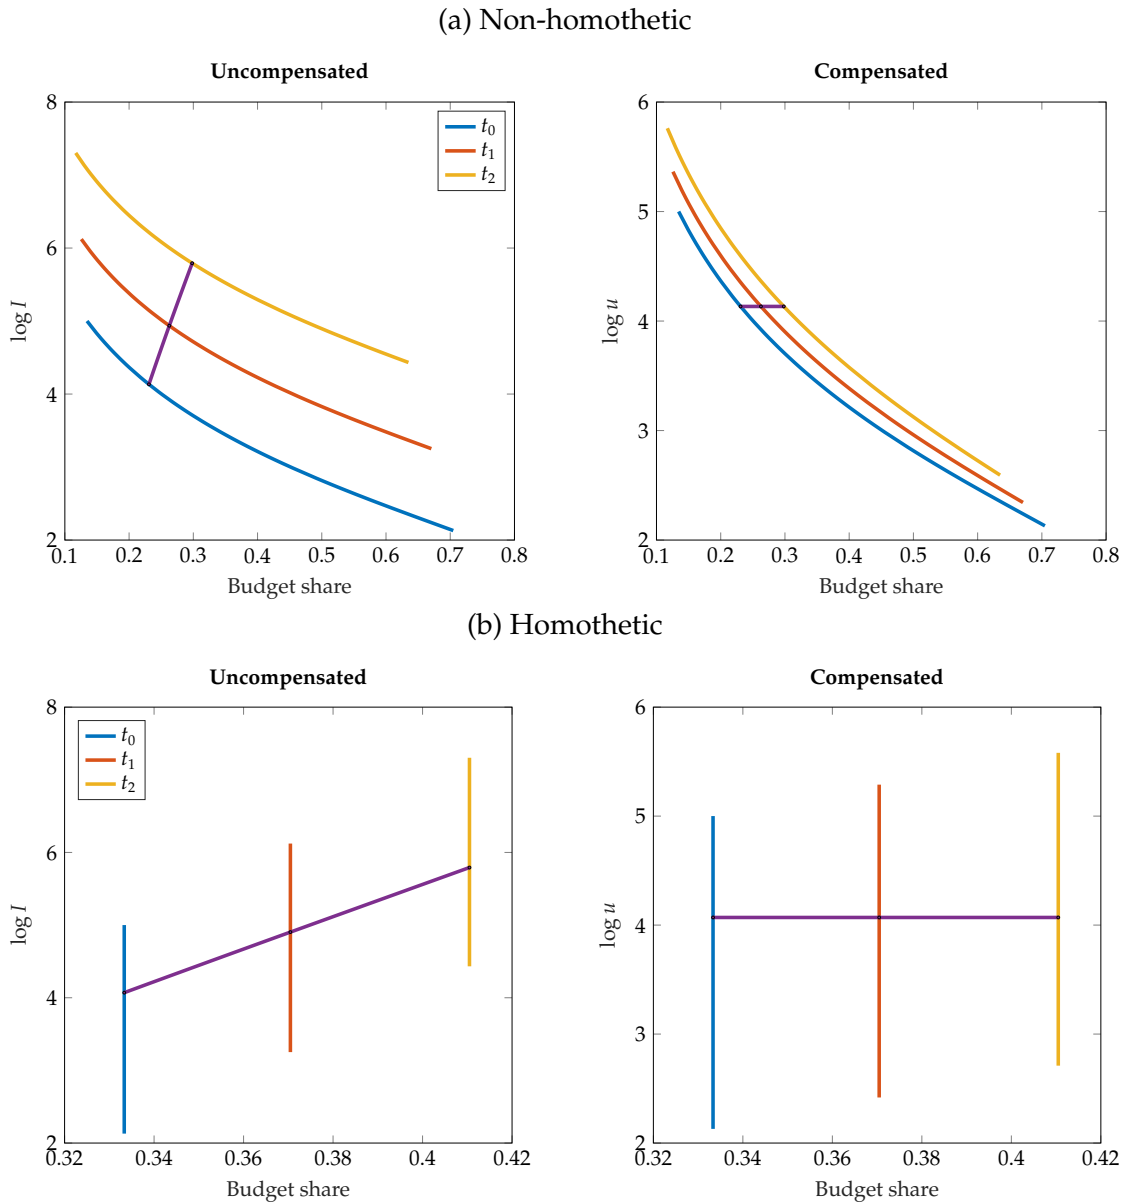 (a) Non-homothetic
Uncompensated
8
6
4
2
log I
t0
t1
t2
0.1 0.2 0.3 0.4 0.5 0.6 0.7 0.8
Budget share
Compensated
6
5
4
3
2
log u
0.1 0.2 0.3 0.4 0.5 0.6 0.7 0.8
Budget share
(b) Homothetic
Uncompensated
8
6
4
2
log I
t0
t1
t2
0.32 0.34 0.36 0.38 0.4 0.42
Budget share
Compensated
6
5
4
3
2
log u
0.32 0.34 0.36 0.38 0.4 0.42
Budget share